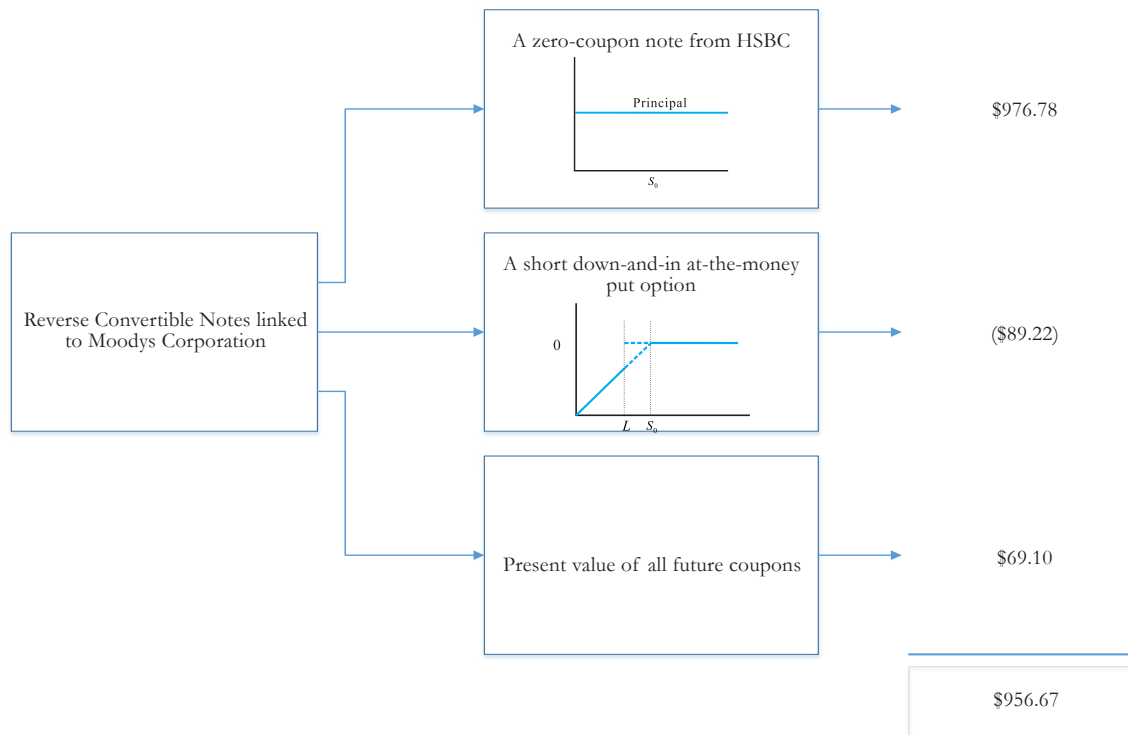 A zero-coupon note from HSBC
Principal
S₀
$976.78
Reverse Convertible Notes linked
to Moodys Corporation
A short down-and-in at-the-money
put option
0
L S₀
($89.22)
Present value of all future coupons
$69.10
$956.67